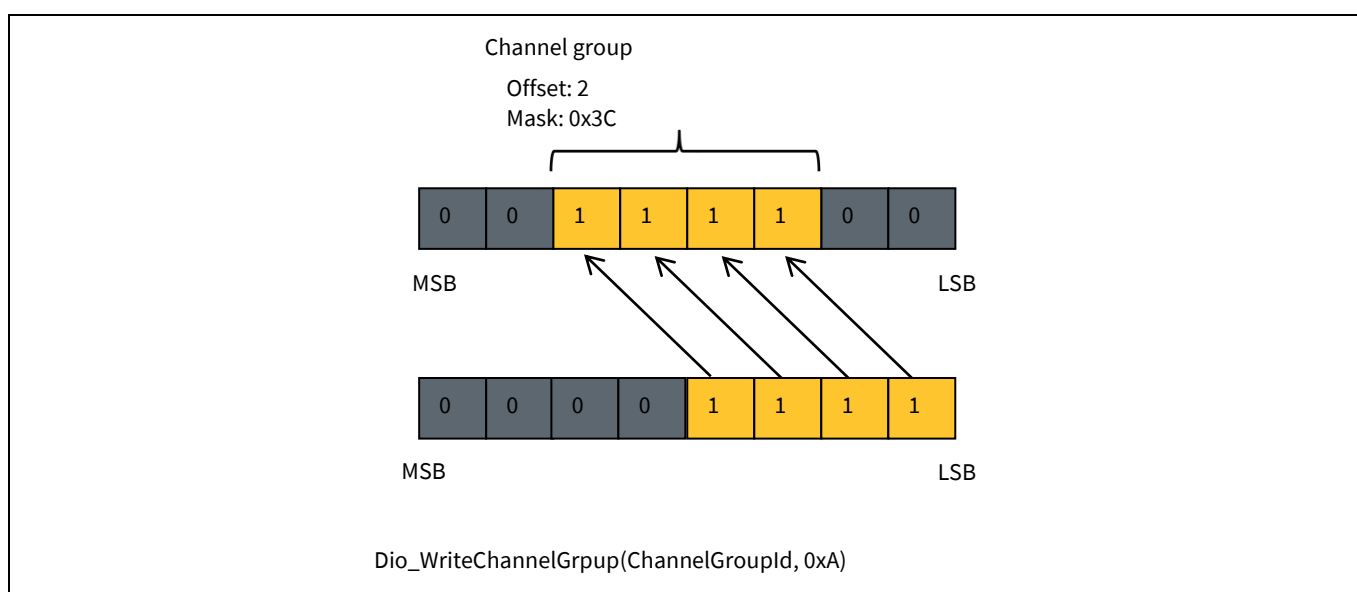 Channel group
Offset: 2
Mask: 0x3C
0 0 1 1 1 1 0 0
MSB LSB
0 0 0 0 1 1 1 1
MSB LSB
Dio_WriteChannelGrpup(ChannelGroupId, 0xA)